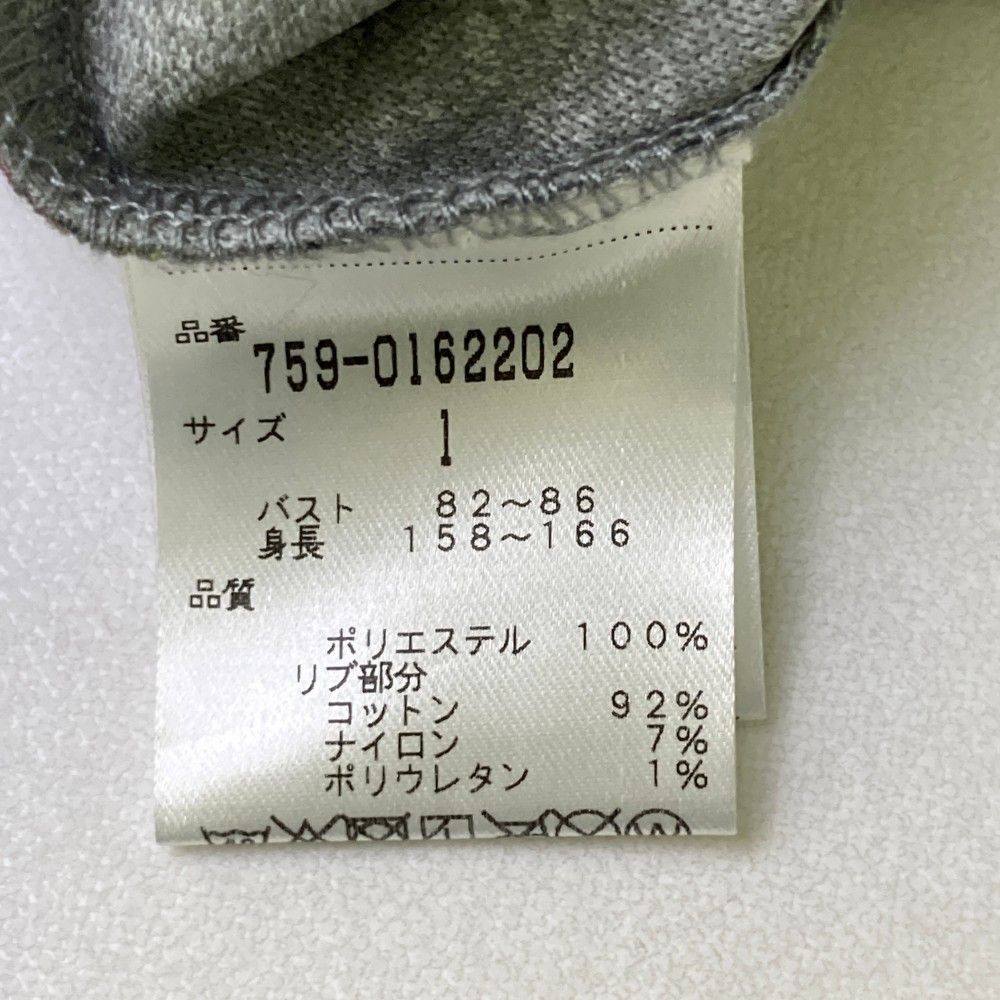 品番 759-0162202
サイズ 1
バスト 82~86
身長 158~166
品質
ポリエステル 100%
リブ部分
コットン 92%
ナイロン 7%
ポリウレタン 1%